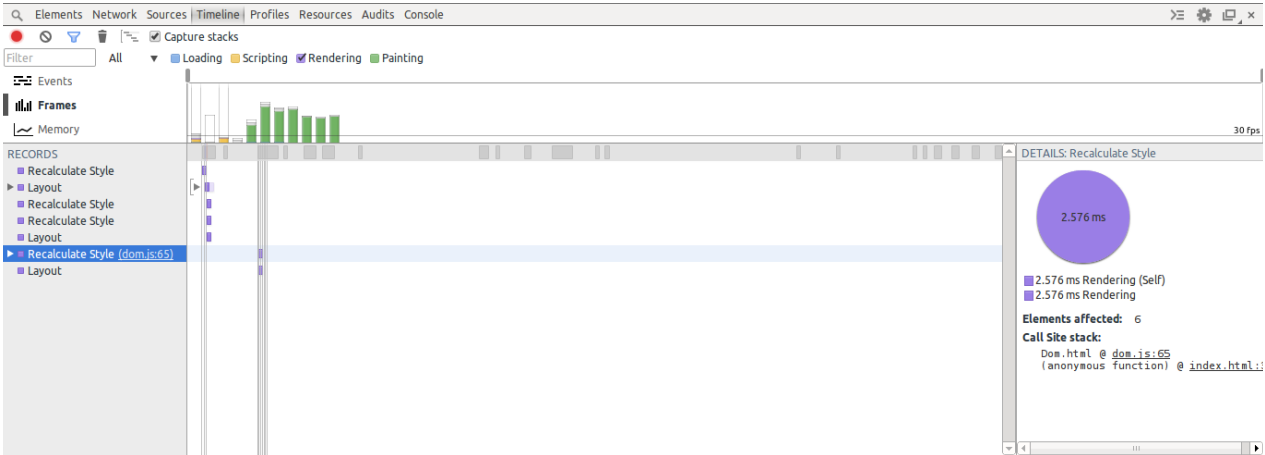 Elements Network Sources Timeline Profiles Resources Audits Console
Capture stacks
Filter All Loading Scripting Rendering Painting
Events
Frames
Memory
30 fps
RECORDS
Recalculate Style
Layout
Recalculate Style
Recalculate Style
Layout
Recalculate Style (dom.js:65)
Layout
DETAILS: Recalculate Style
2.576 ms
2.576 ms Rendering (Self)
2.576 ms Rendering
Elements affected: 6
Call Site stack:
Dom.html @ dom.js:65
(anonymous function) @ index.html: